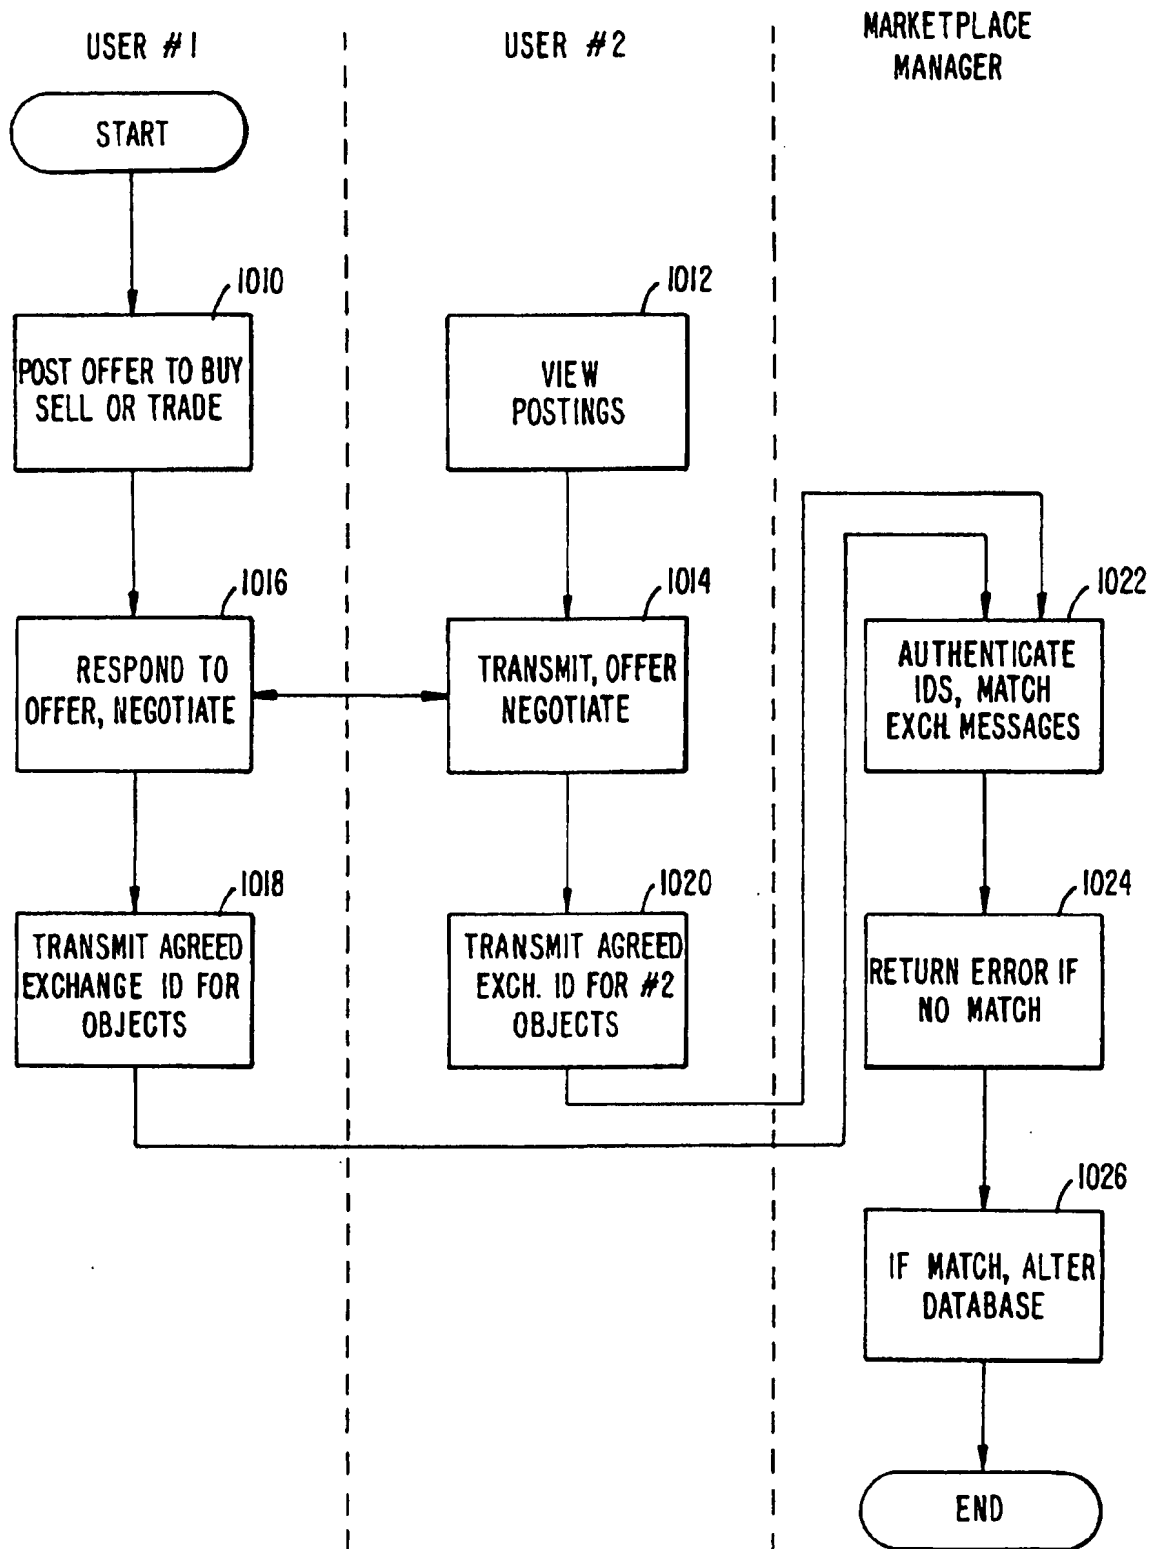 USER #1
USER #2
MARKETPLACE
MANAGER
START
1010
POST OFFER TO BUY
SELL OR TRADE
1012
VIEW
POSTINGS
1016
RESPOND TO
OFFER, NEGOTIATE
1014
TRANSMIT, OFFER
NEGOTIATE
1022
AUTHENTICATE
IDS, MATCH
EXCH. MESSAGES
1018
TRANSMIT AGREED
EXCHANGE ID FOR
OBJECTS
1020
TRANSMIT AGREED
EXCH. ID FOR #2
OBJECTS
1024
RETURN ERROR IF
NO MATCH
1026
IF MATCH, ALTER
DATABASE
END